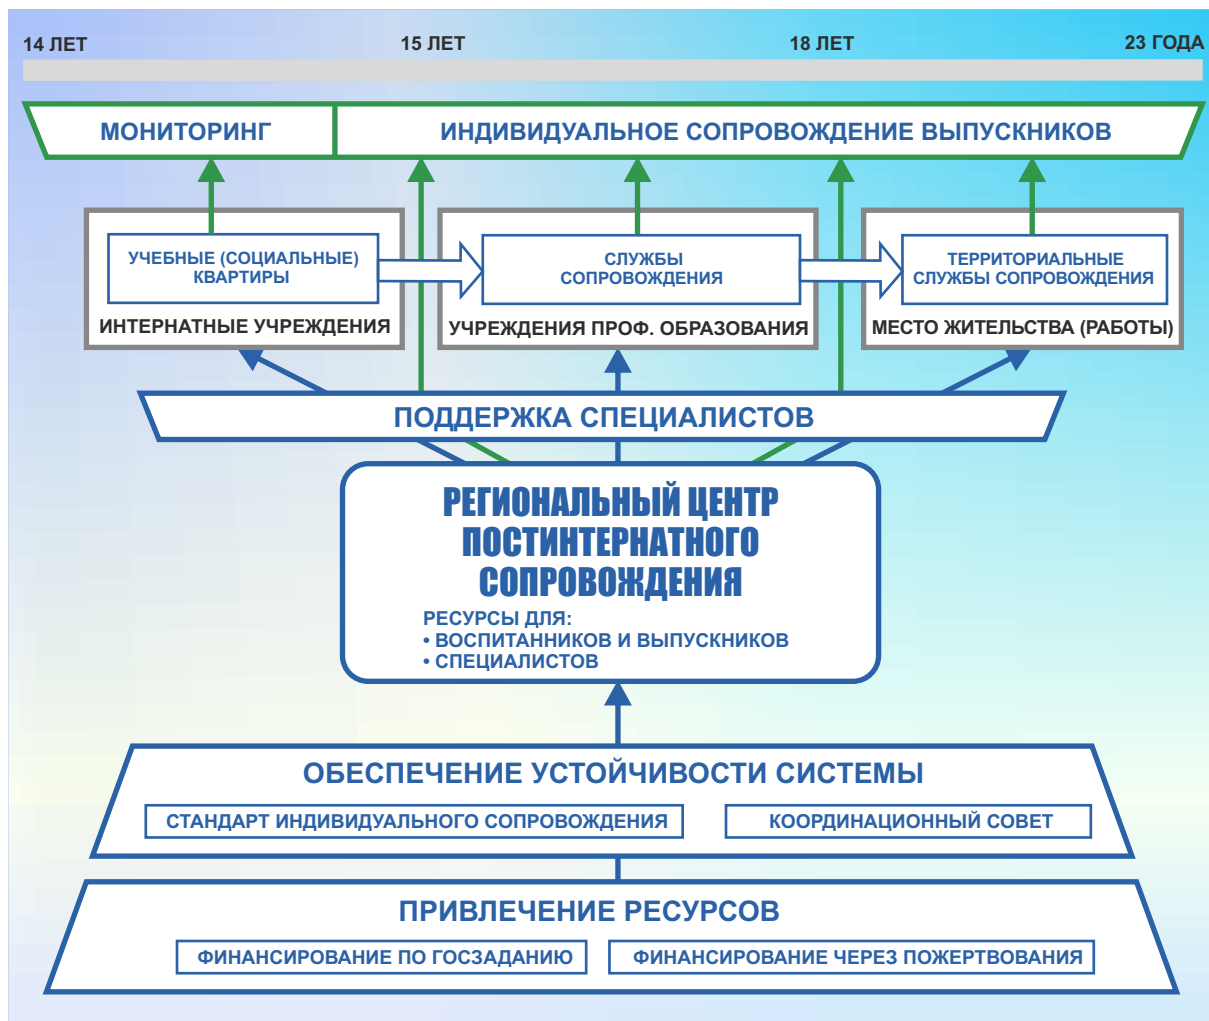 14 ЛЕТ
15 ЛЕТ
18 ЛЕТ
23 ГОДА
МОНИТОРИНГ
ИНДИВИДУАЛЬНОЕ СОПРОВОЖДЕНИЕ ВЫПУСКНИКОВ
УЧЕБНЫЕ (СОЦИАЛЬНЫЕ)
КВАРТИРЫ
ИНТЕРНАТНЫЕ УЧРЕЖДЕНИЯ
СЛУЖБЫ
СОПРОВОЖДЕНИЯ
УЧРЕЖДЕНИЯ ПРОФ. ОБРАЗОВАНИЯ
ТЕРРИТОРИАЛЬНЫЕ
СЛУЖБЫ СОПРОВОЖДЕНИЯ
МЕСТО ЖИТЕЛЬСТВА (РАБОТЫ)
ПОДДЕРЖКА СПЕЦИАЛИСТОВ
РЕГИОНАЛЬНЫЙ ЦЕНТР
ПОСТИНТЕРНАТНОГО
СОПРОВОЖДЕНИЯ
РЕСУРСЫ ДЛЯ:
• ВОСПИТАННИКОВ И ВЫПУСКНИКОВ
• СПЕЦИАЛИСТОВ
ОБЕСПЕЧЕНИЕ УСТОЙЧИВОСТИ СИСТЕМЫ
СТАНДАРТ ИНДИВИДУАЛЬНОГО СОПРОВОЖДЕНИЯ
КООРДИНАЦИОННЫЙ СОВЕТ
ПРИВЛЕЧЕНИЕ РЕСУРСОВ
ФИНАНСИРОВАНИЕ ПО ГОСЗАДАНИЮ
ФИНАНСИРОВАНИЕ ЧЕРЕЗ ПОЖЕРТВОВАНИЯ